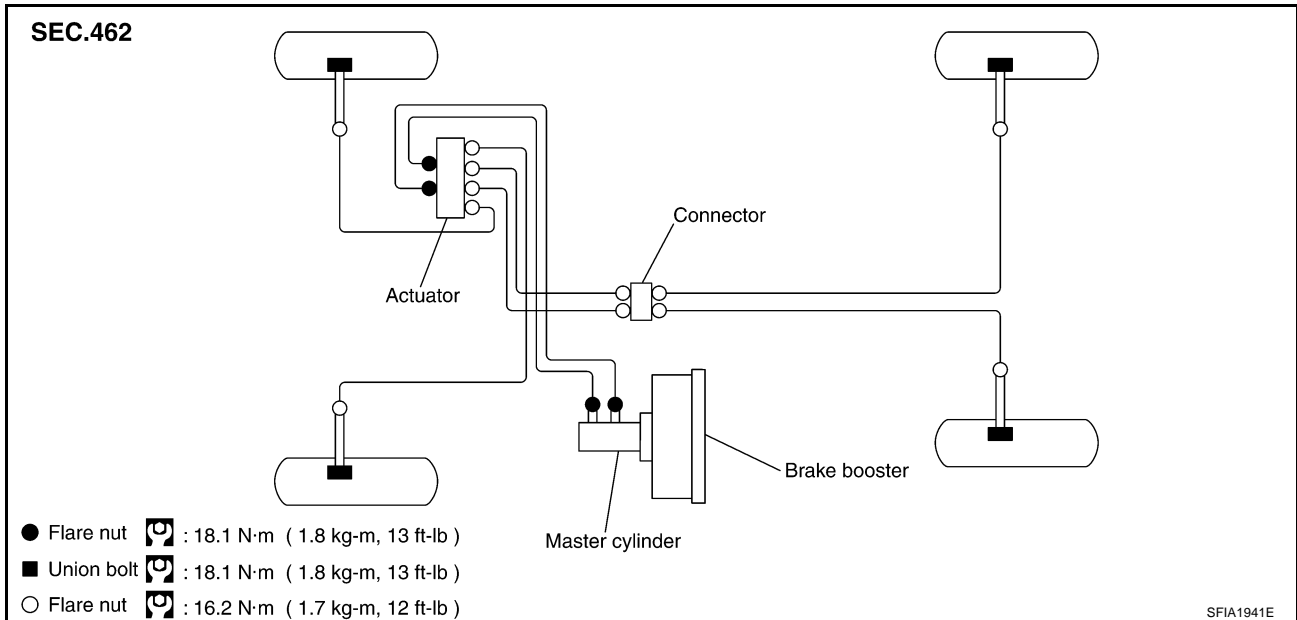 SEC.462
Connector
Actuator
Brake booster
Master cylinder
Flare nut : 18.1 N·m ( 1.8 kg-m, 13 ft-lb )
Union bolt : 18.1 N·m ( 1.8 kg-m, 13 ft-lb )
Flare nut : 16.2 N·m ( 1.7 kg-m, 12 ft-lb )
SFIA1941E